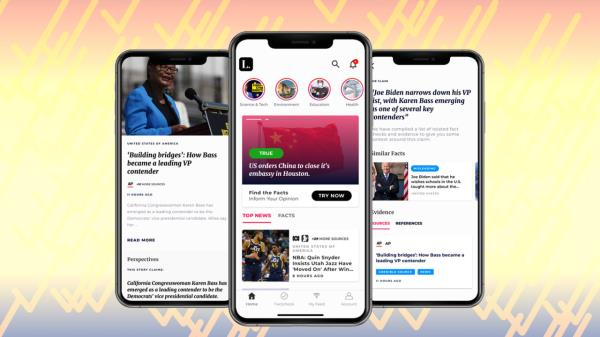 UNITED STATES OF AMERICA
'Building bridges': How Bass
became a leading VP
contender
AP
+28 MORE SOURCES
11 HOURS AGO
California Congresswoman Karen Bass has
emerged as a leading contender to be the
Democrats' vice presidential candidate.
READ MORE
Perspectives
THIS STORY CLAIMS:
California Congresswoman Karen Bass has
emerged as a leading contender to be the
Democrats' vice presidential candidate.
L.
Science & Tech
Environment
Education
Health
TRUE
US orders China to close it's
embassy in Houston.
Find the Facts
Inform Your Opinion
TRY NOW
TOP NEWS
FACTS
MORE SOURCES
UNITED STATES OF AMERICA
NBA: Quin Snyder
Insists Utah Jazz Have
'Moved On' After Win...
9 HOURS AGO
Home
Factcheck
My Feed
Account
CLAIM
"Joe Biden narrows down his VP
list, with Karen Bass emerging
as one of several key
contenders"
have compiled a list of related fact
checks and evidence to give you some
context around this claim.
Similar Facts
MISLEADING
Joe Biden said that he
wishes schools in the U.S.
taught more about the...
UNITED STATES
Evidence
SOURCES
REFERENCES
AP
AP
'Building bridges': How Bass became a
leading VP contender
CREDIBLE SOURCE
NEWS
11 HOURS AGO